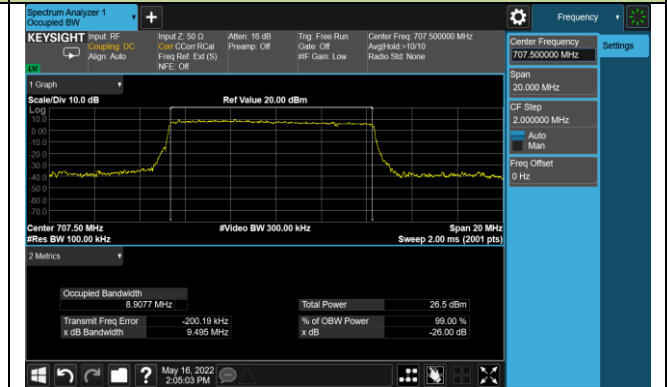 Spectrum Analyzer 1
Occupied BW
Frequency
KEYSIGHT
Input: RF
Coupling: DC
Align: Auto
Input Z: 50 Ω
Corr CCorr RCal
Freq Ref: Ext (S)
NFE: Off
Atten: 16 dB
Preamp: Off
Trig: Free Run
Gate: Off
#IF Gain: Low
Center Freq: 707.500000 MHz
Avg|Hold:>10/10
Radio Std: None
Center Frequency
707.500000 MHz
Settings
Span
20.000 MHz
CF Step
2.000000 MHz
Auto
Man
Freq Offset
0 Hz
1 Graph
Scale/Div 10.0 dB
Ref Value 20.00 dBm
Log
10.0
0.00
-10.0
-20.0
-30.0
-40.0
-50.0
-60.0
-70.0
Center 707.50 MHz
#Video BW 300.00 kHz
Span 20 MHz
#Res BW 100.00 kHz
Sweep 2.00 ms (2001 pts)
2 Metrics
Occupied Bandwidth
8.9077 MHz
Total Power
26.5 dBm
Transmit Freq Error
-200.19 kHz
% of OBW Power
99.00 %
x dB Bandwidth
9.495 MHz
x dB
-26.00 dB
?
May 16, 2022
2:05:03 PM